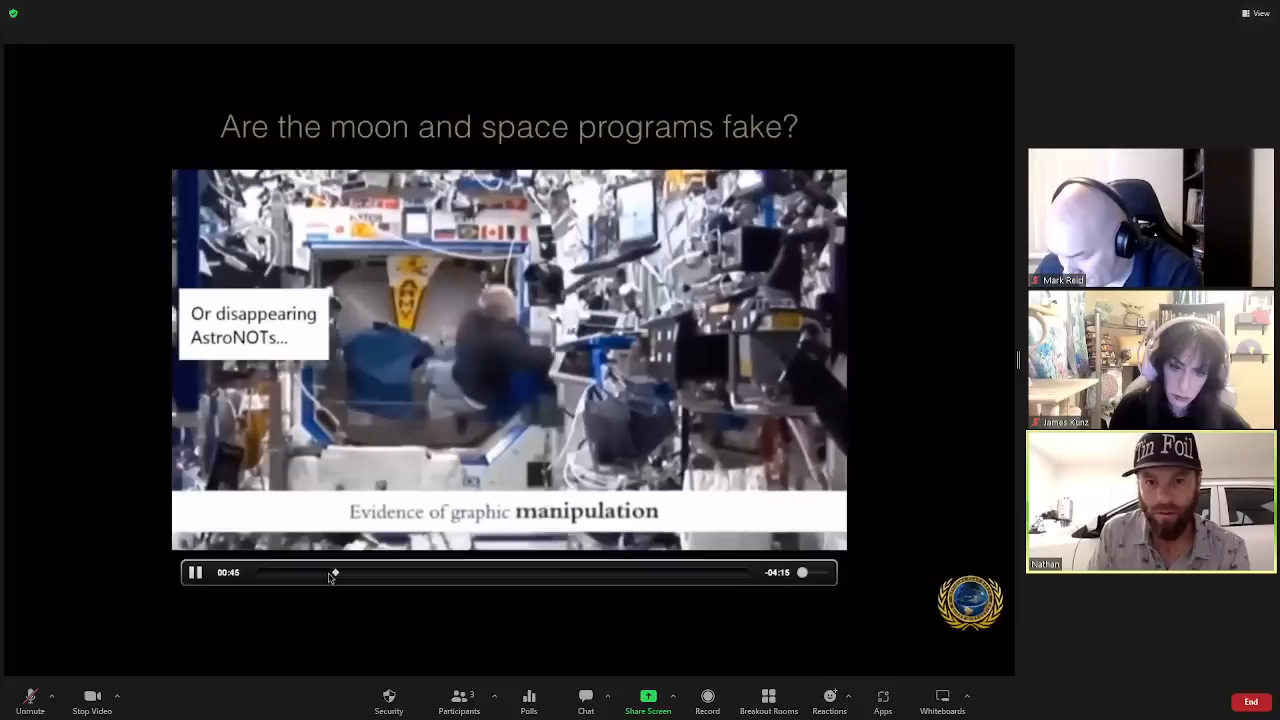 View
Are the moon and space programs fake?
Or disappearing
AstroNOTs...
Evidence of graphic manipulation
00:45
-04:15
Mark Reid
James Kunz
Tin Foil
Nathan
3
Unmute
Stop Video
Security
Participants
Polls
Chat
Share Screen
Record
Breakout Rooms
Reactions
Apps
Whiteboards
End